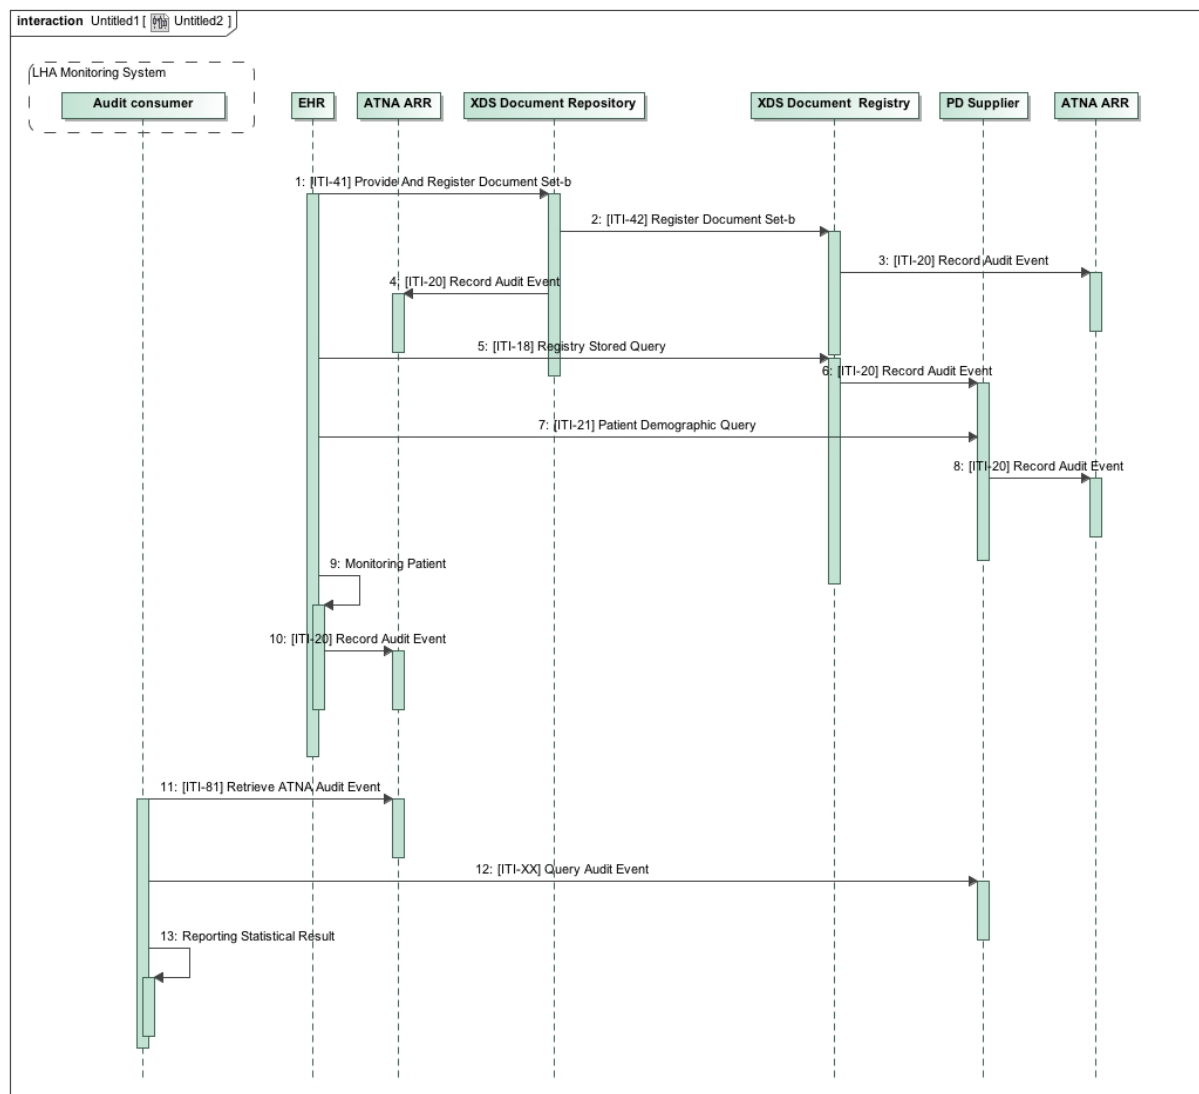 interaction Untitled1 [ Untitled2 ]
LHA Monitoring System
Audit consumer
EHR
ATNA ARR
XDS Document Repository
XDS Document Registry
PD Supplier
ATNA ARR
1: [ITI-41] Provide And Register Document Set-b
2: [ITI-42] Register Document Set-b
3: [ITI-20] Record Audit Event
4: [ITI-20] Record Audit Event
5: [ITI-18] Registry Stored Query
6: [ITI-20] Record Audit Event
7: [ITI-21] Patient Demographic Query
8: [ITI-20] Record Audit Event
9: Monitoring Patient
10: [ITI-20] Record Audit Event
11: [ITI-81] Retrieve ATNA Audit Event
12: [ITI-XX] Query Audit Event
13: Reporting Statistical Result